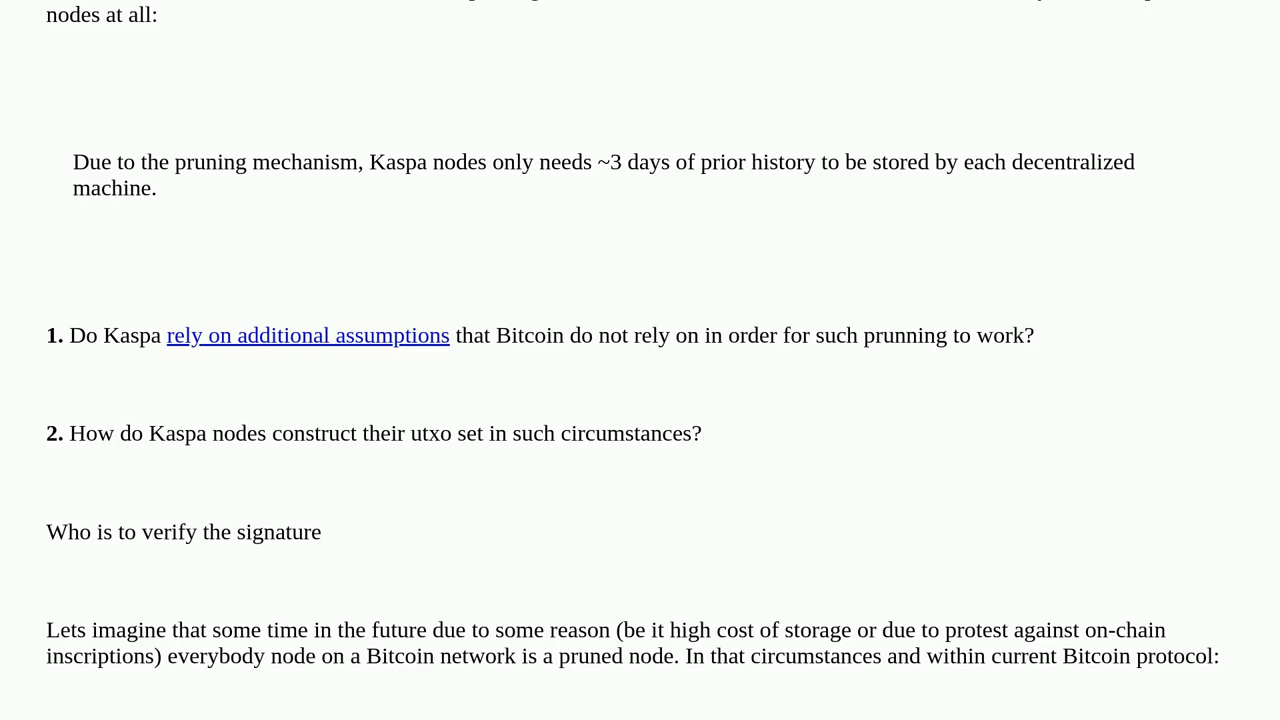 nodes at all:
Due to the pruning mechanism, Kaspa nodes only needs ~3 days of prior history to be stored by each decentralized
machine.
1. Do Kaspa rely on additional assumptions that Bitcoin do not rely on in order for such prunning to work?
2. How do Kaspa nodes construct their utxo set in such circumstances?
Who is to verify the signature
Lets imagine that some time in the future due to some reason (be it high cost of storage or due to protest against on-chain
inscriptions) everybody node on a Bitcoin network is a pruned node. In that circumstances and within current Bitcoin protocol: